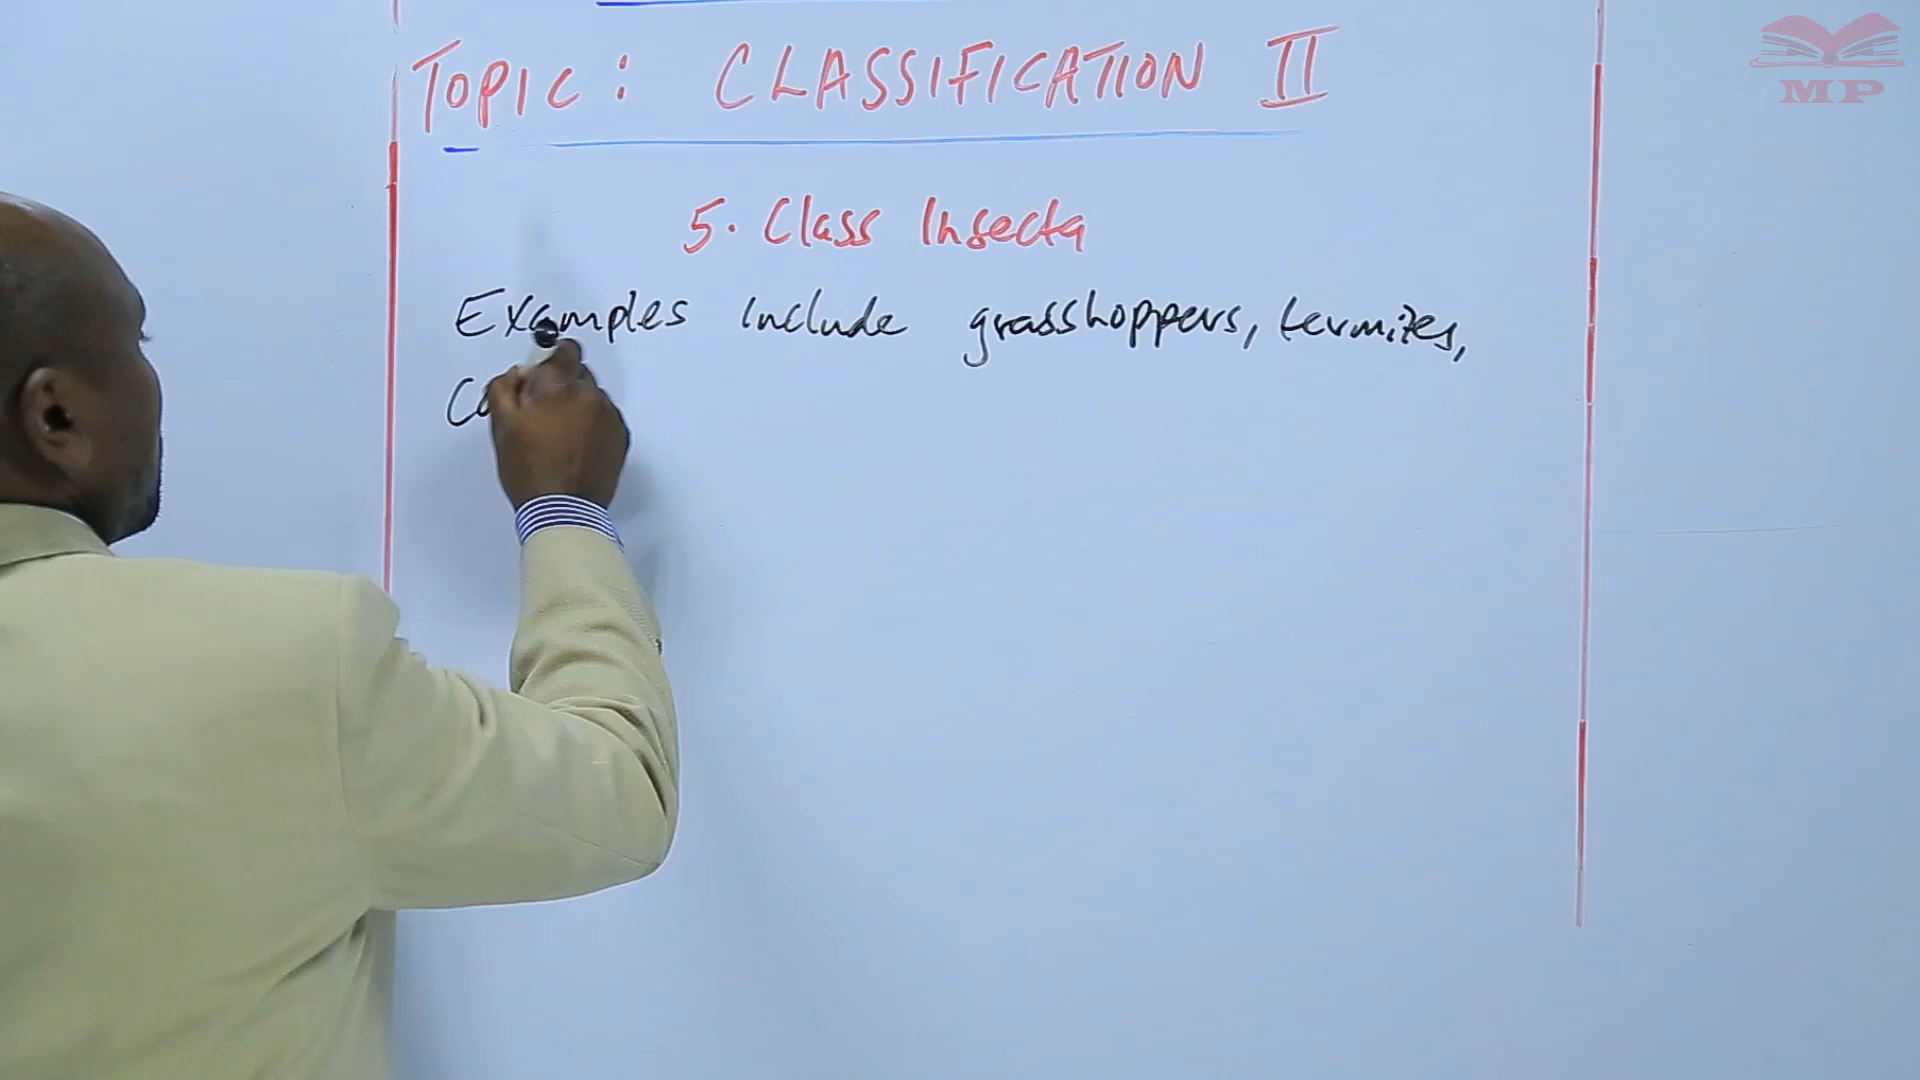 MP
TOPIC: CLASSIFICATION II
5. Class Insecta
Examples include grasshoppers, termites,